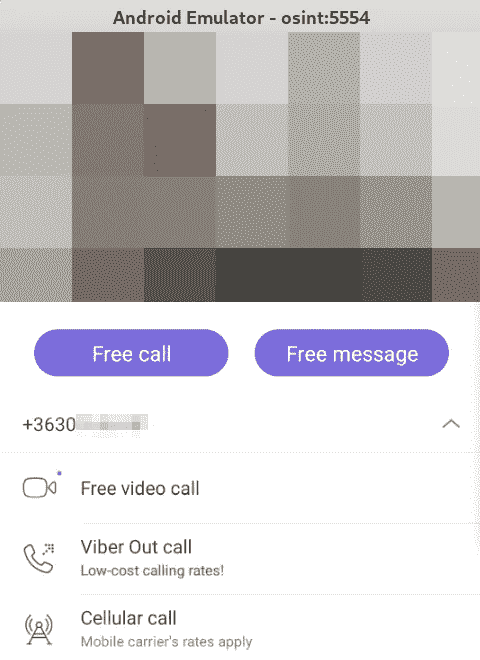 Android Emulator - osint:5554
Free call
Free message
+3630
Free video call
Viber Out call
Low-cost calling rates!
Cellular call
Mobile carrier's rates apply